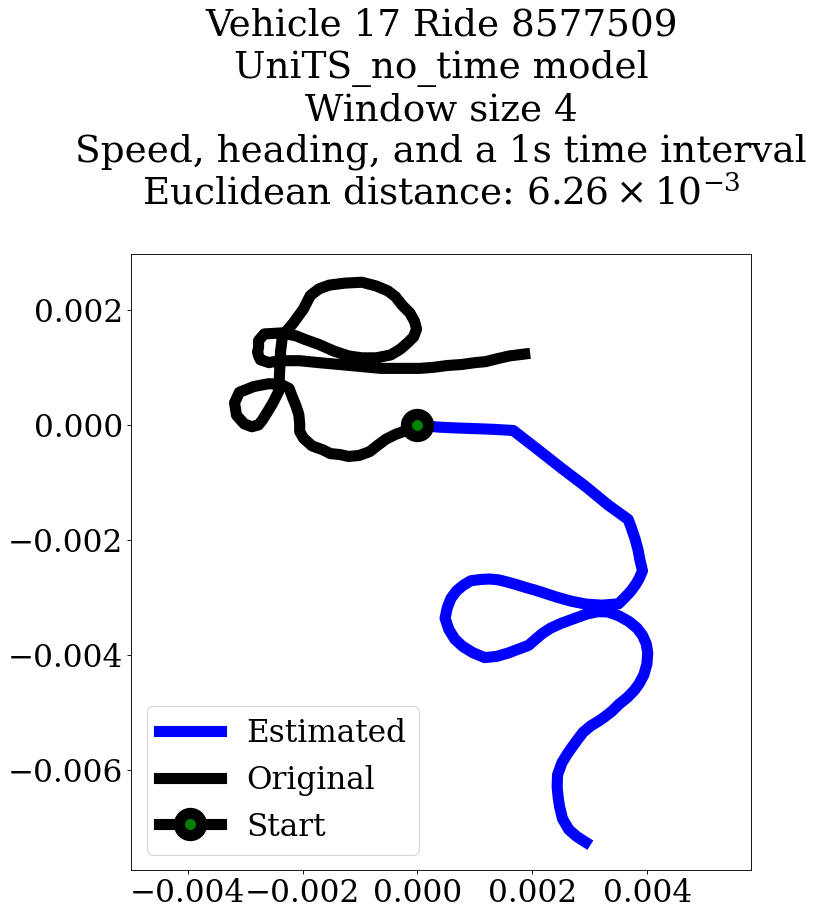 Vehicle 17 Ride 8577509
UniTS_no_time model
Window size 4
Speed, heading, and a 1s time interval
Euclidean distance: 6.26 × 10⁻³
0.002
0.000
−0.002
−0.004
−0.006
Estimated
Original
Start
−0.004 −0.002 0.000 0.002 0.004